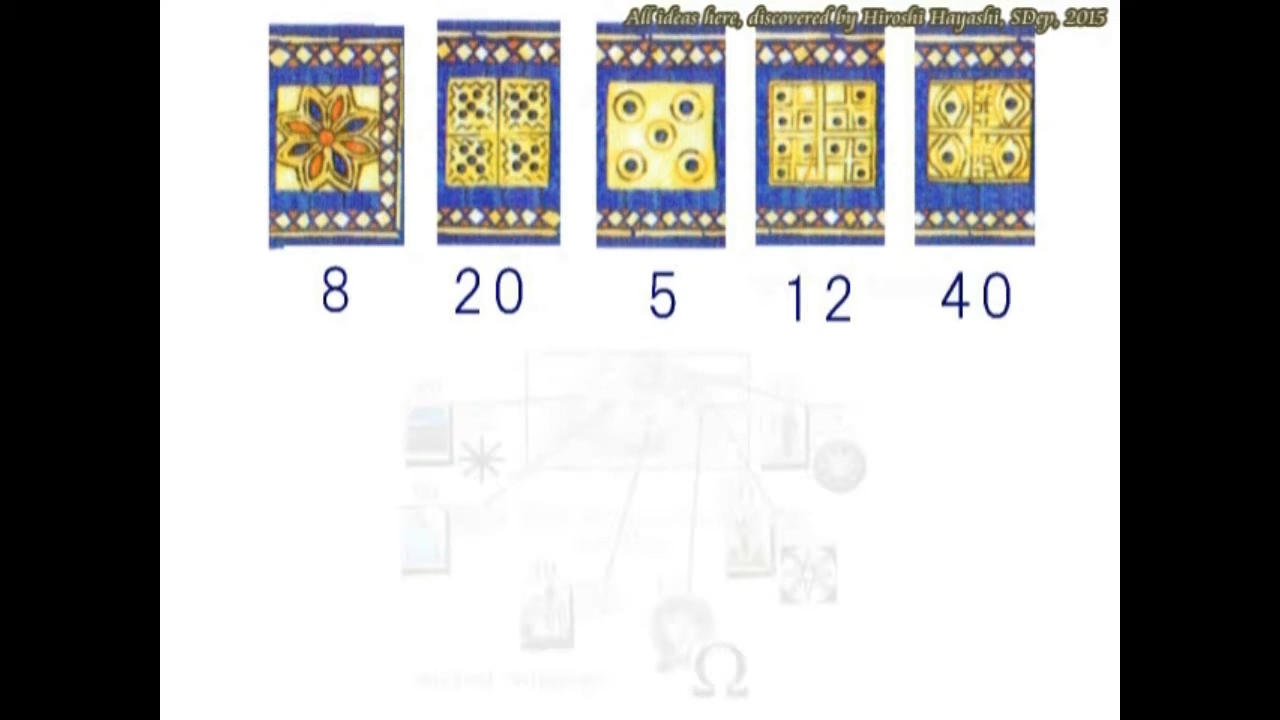 All ideas here, discovered by Hiroshi Hayashi, SDep, 2015
8 20 5 12 40
Ω